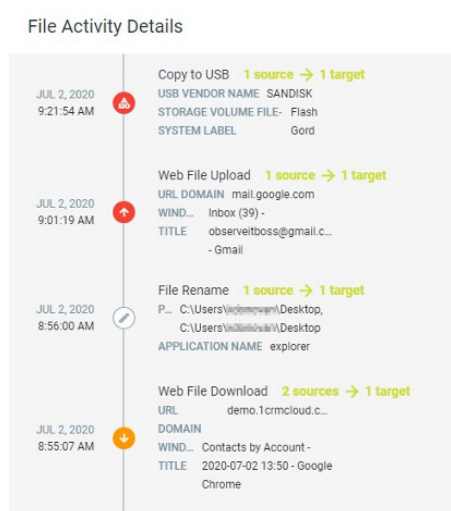 File Activity Details
Copy to USB 1 source → 1 target
JUL 2, 2020 USB VENDOR NAME SANDISK
9:21:54 AM STORAGE VOLUME FILE- Flash
SYSTEM LABEL Gord
Web File Upload 1 source → 1 target
URL DOMAIN mail.google.com
JUL 2, 2020 WIND... Inbox (39) -
9:01:19 AM TITLE observeitboss@gmail.c...
- Gmail
File Rename 1 source → 1 target
JUL 2, 2020 P... C:\Users\ \Desktop,
8:56:00 AM C:\Users\ \Desktop
APPLICATION NAME explorer
Web File Download 2 sources → 1 target
URL demo.1crmcloud.c...
JUL 2, 2020 DOMAIN
8:55:07 AM WIND... Contacts by Account -
TITLE 2020-07-02 13:50 - Google
Chrome